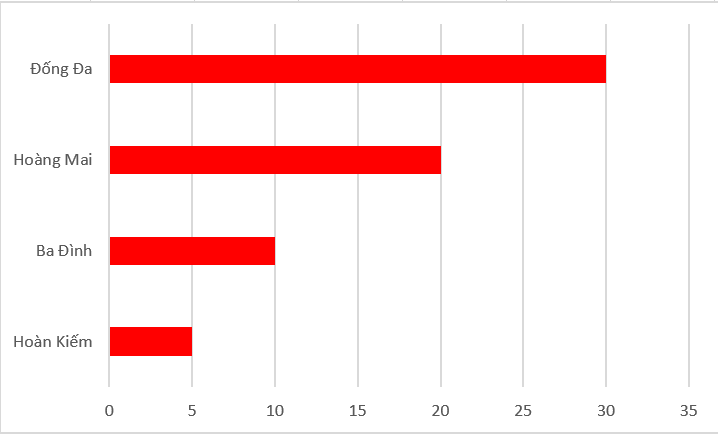 Đống Đa
Hoàng Mai
Ba Đình
Hoàn Kiếm
0 5 10 15 20 25 30 35